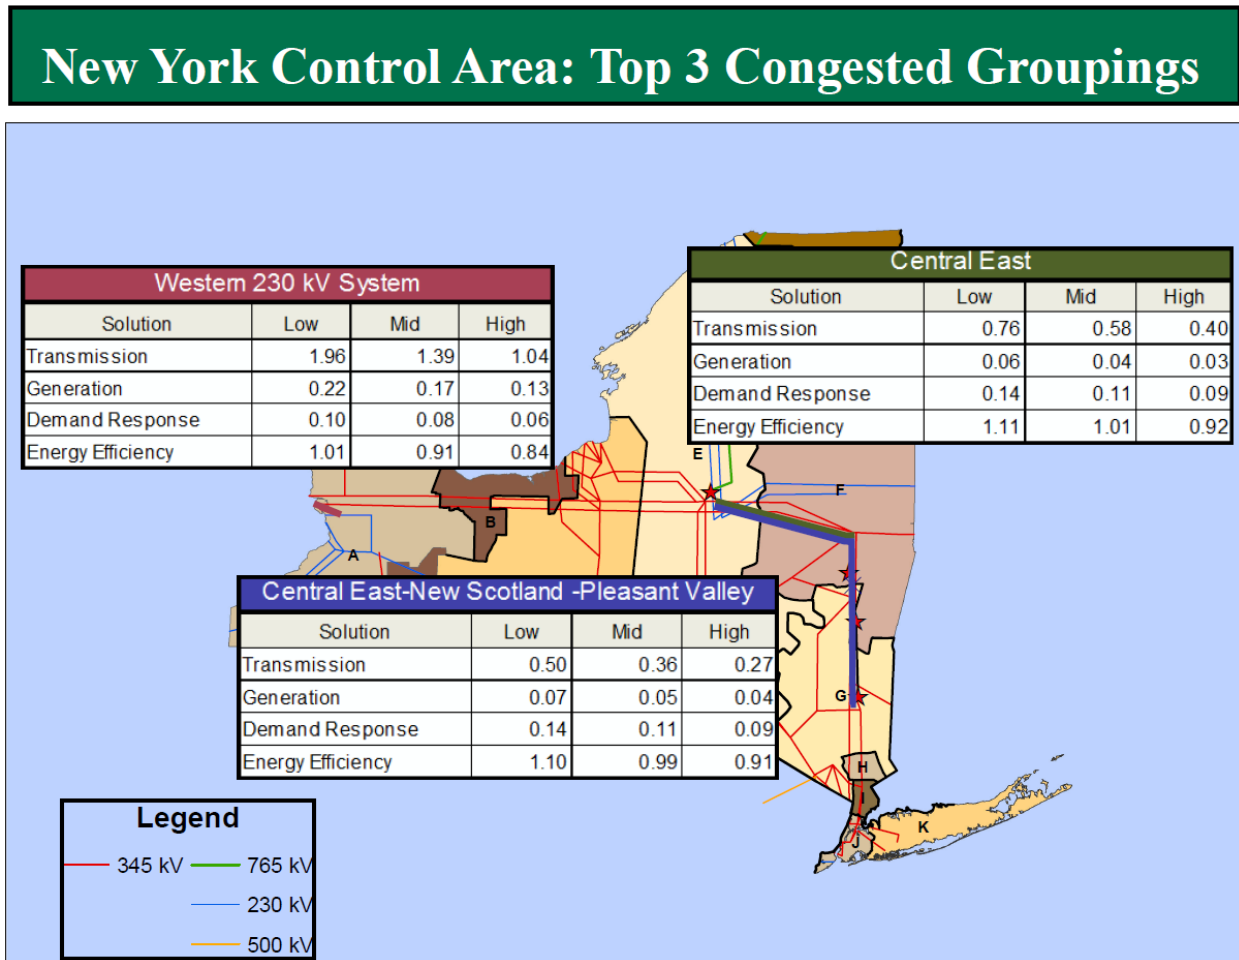 New York Control Area: Top 3 Congested Groupings
Western 230 kV System
Solution Low Mid High
Transmission 1.96 1.39 1.04
Generation 0.22 0.17 0.13
Demand Response 0.10 0.08 0.06
Energy Efficiency 1.01 0.91 0.84
Central East
Solution Low Mid High
Transmission 0.76 0.58 0.40
Generation 0.06 0.04 0.03
Demand Response 0.14 0.11 0.09
Energy Efficiency 1.11 1.01 0.92
E
F
B
A
Central East-New Scotland -Pleasant Valley
Solution Low Mid High
Transmission 0.50 0.36 0.27
Generation 0.07 0.05 0.04
Demand Response 0.14 0.11 0.09
Energy Efficiency 1.10 0.99 0.91
G
H
I
J
K
Legend
345 kV 765 kV
230 kV
500 kV